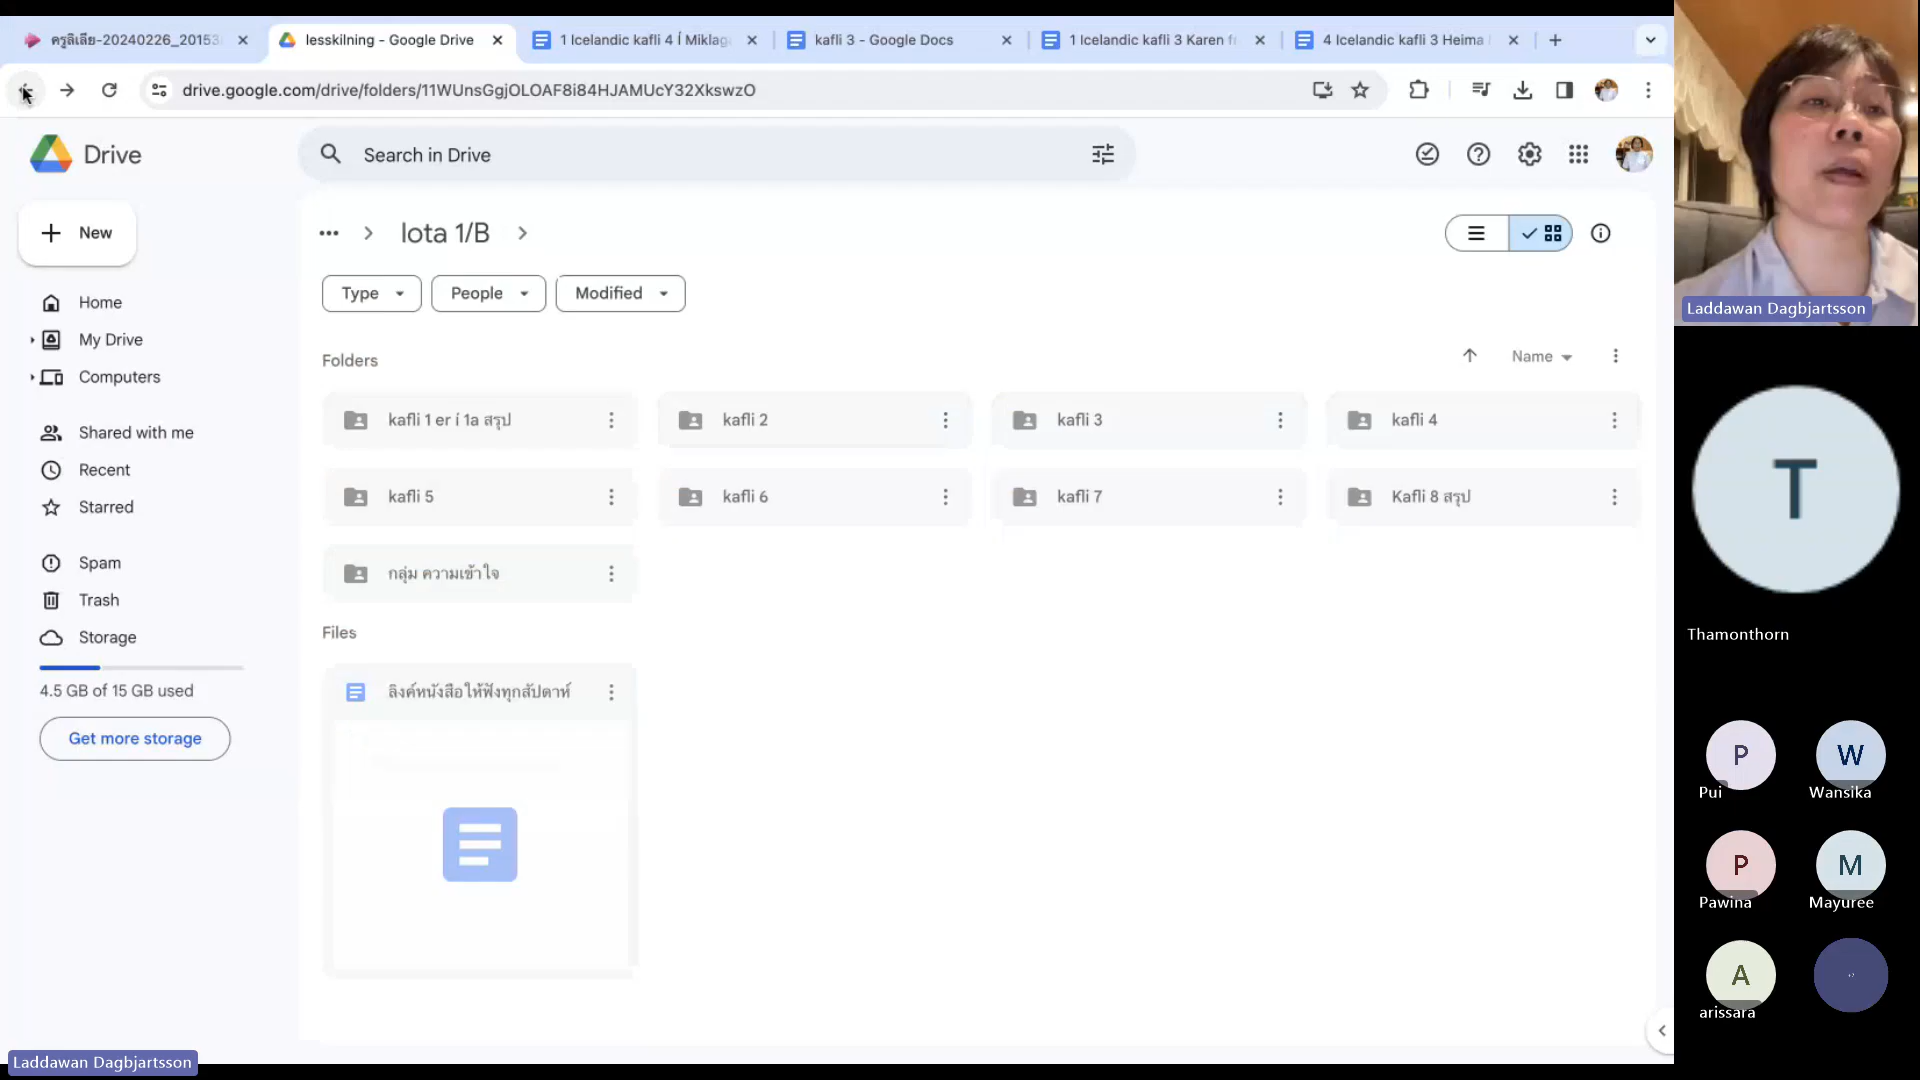 ครูลิเลีย-20240226_20153
lesskilning - Google Drive
1 Icelandic kafli 4 Í Miklaga
kafli 3 - Google Docs
1 Icelandic kafli 3 Karen f
4 Icelandic kafli 3 Heima
drive.google.com/drive/folders/11WUnsGgjOLOAF8i84HJAMUcY32XkswzO
Drive
Search in Drive
New
lota 1/B
Type
People
Modified
Home
My Drive
Computers
Shared with me
Recent
Starred
Spam
Trash
Storage
4.5 GB of 15 GB used
Get more storage
Folders
Name
kafli 1 er í 1a สรุป
kafli 2
kafli 3
kafli 4
kafli 5
kafli 6
kafli 7
Kafli 8 สรุป
กลุ่ม ความเข้าใจ
Files
ลิงค์หนังสือให้ฟังทุกสัปดาห์
Laddawan Dagbjartsson
Laddawan Dagbjartsson
T
Thamonthorn
P
Pui
W
Wansika
P
Pawina
M
Mayuree
A
arissara